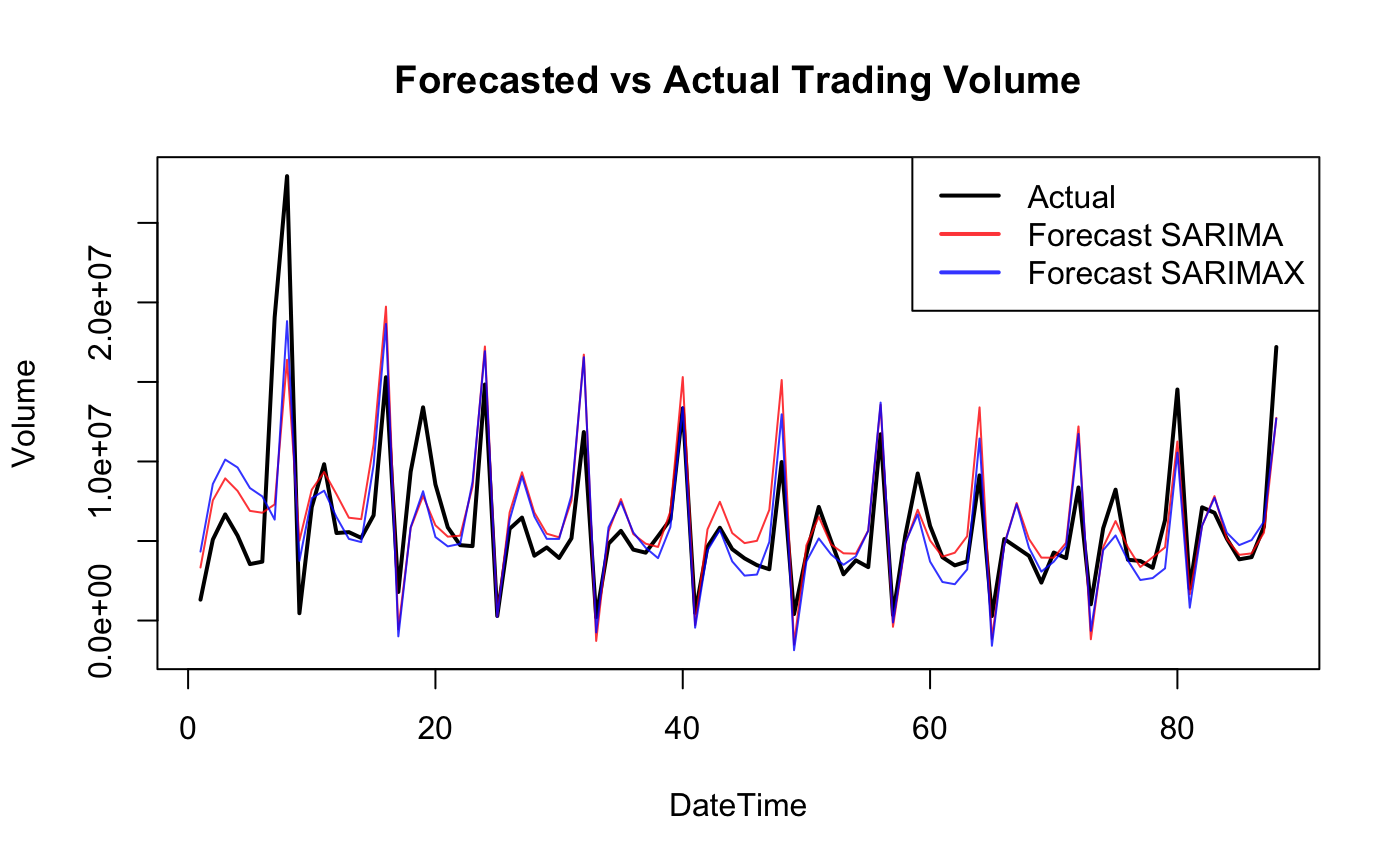 Forecasted vs Actual Trading Volume
Actual
Forecast SARIMA
Forecast SARIMAX
Volume
2.0e+07
1.0e+07
0.0e+00
0 20 40 60 80
DateTime